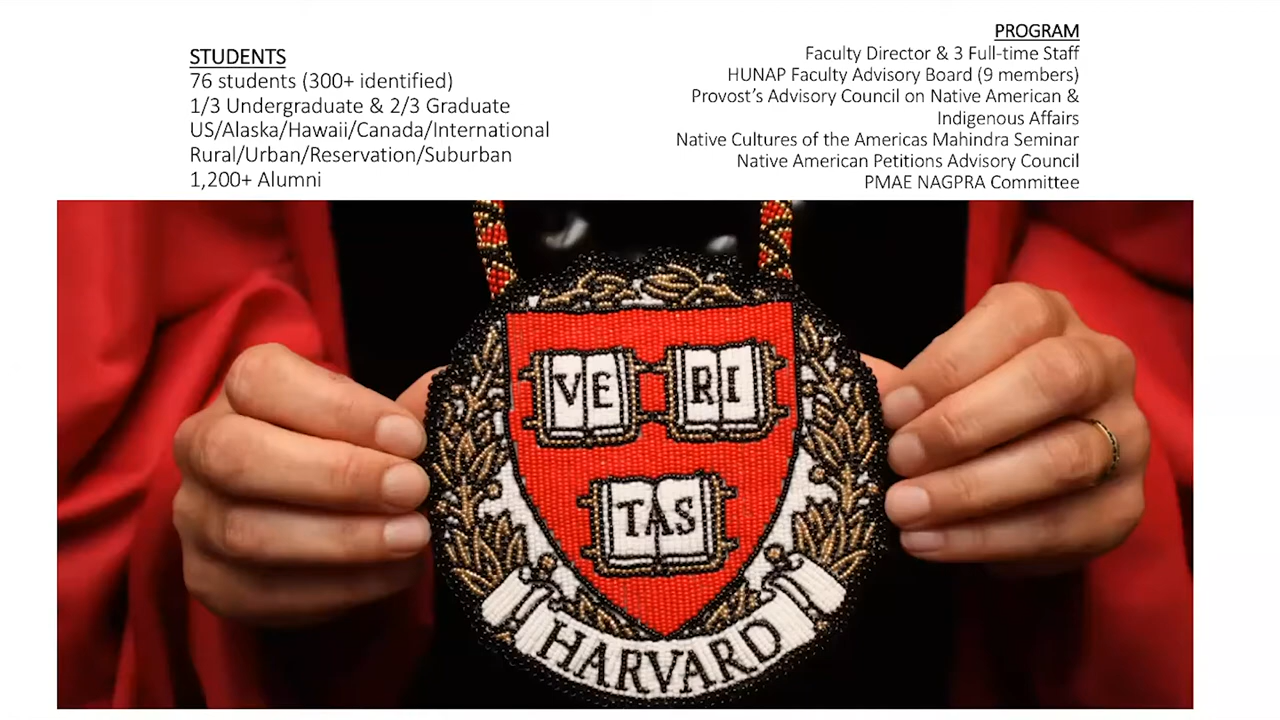 STUDENTS
76 students (300+ identified)
1/3 Undergraduate & 2/3 Graduate
US/Alaska/Hawaii/Canada/International
Rural/Urban/Reservation/Suburban
1,200+ Alumni
PROGRAM
Faculty Director & 3 Full-time Staff
HUNAP Faculty Advisory Board (9 members)
Provost’s Advisory Council on Native American &
Indigenous Affairs
Native Cultures of the Americas Mahindra Seminar
Native American Petitions Advisory Council
PMAE NAGPRA Committee
VE RI
TAS
HARVARD